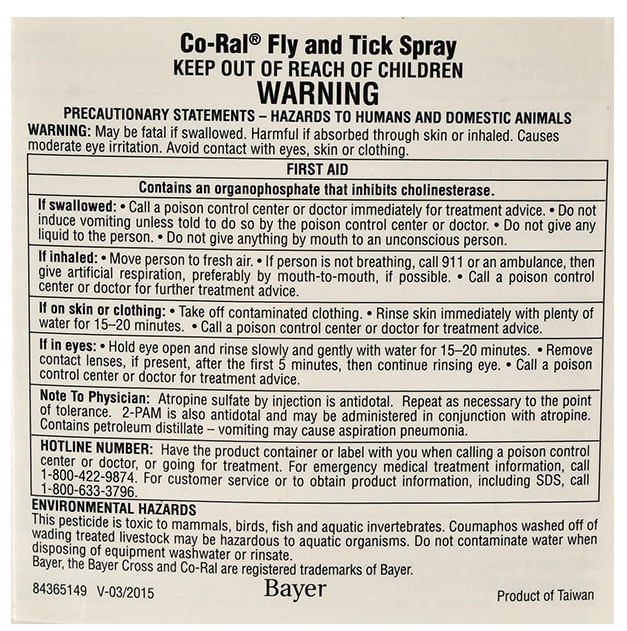 Co-Ral® Fly and Tick Spray
KEEP OUT OF REACH OF CHILDREN
WARNING
PRECAUTIONARY STATEMENTS – HAZARDS TO HUMANS AND DOMESTIC ANIMALS
WARNING: May be fatal if swallowed. Harmful if absorbed through skin or inhaled. Causes
moderate eye irritation. Avoid contact with eyes, skin or clothing.
FIRST AID
Contains an organophosphate that inhibits cholinesterase.
If swallowed: • Call a poison control center or doctor immediately for treatment advice. • Do not
induce vomiting unless told to do so by the poison control center or doctor. • Do not give any
liquid to the person. • Do not give anything by mouth to an unconscious person.
If inhaled: • Move person to fresh air. • If person is not breathing, call 911 or an ambulance, then
give artificial respiration, preferably by mouth-to-mouth, if possible. • Call a poison control
center or doctor for further treatment advice.
If on skin or clothing: • Take off contaminated clothing. • Rinse skin immediately with plenty of
water for 15–20 minutes. • Call a poison control center or doctor for treatment advice.
If in eyes: • Hold eye open and rinse slowly and gently with water for 15–20 minutes. • Remove
contact lenses, if present, after the first 5 minutes, then continue rinsing eye. • Call a poison
control center or doctor for treatment advice.
Note To Physician: Atropine sulfate by injection is antidotal. Repeat as necessary to the point
of tolerance. 2-PAM is also antidotal and may be administered in conjunction with atropine.
Contains petroleum distillate – vomiting may cause aspiration pneumonia.
HOTLINE NUMBER: Have the product container or label with you when calling a poison control
center or doctor, or going for treatment. For emergency medical treatment information, call
1-800-422-9874. For customer service or to obtain product information, including SDS, call
1-800-633-3796.
ENVIRONMENTAL HAZARDS
This pesticide is toxic to mammals, birds, fish and aquatic invertebrates. Coumaphos washed off of
wading treated livestock may be hazardous to aquatic organisms. Do not contaminate water when
disposing of equipment washwater or rinsate.
Bayer, the Bayer Cross and Co-Ral are registered trademarks of Bayer.
84365149 V-03/2015 Bayer Product of Taiwan